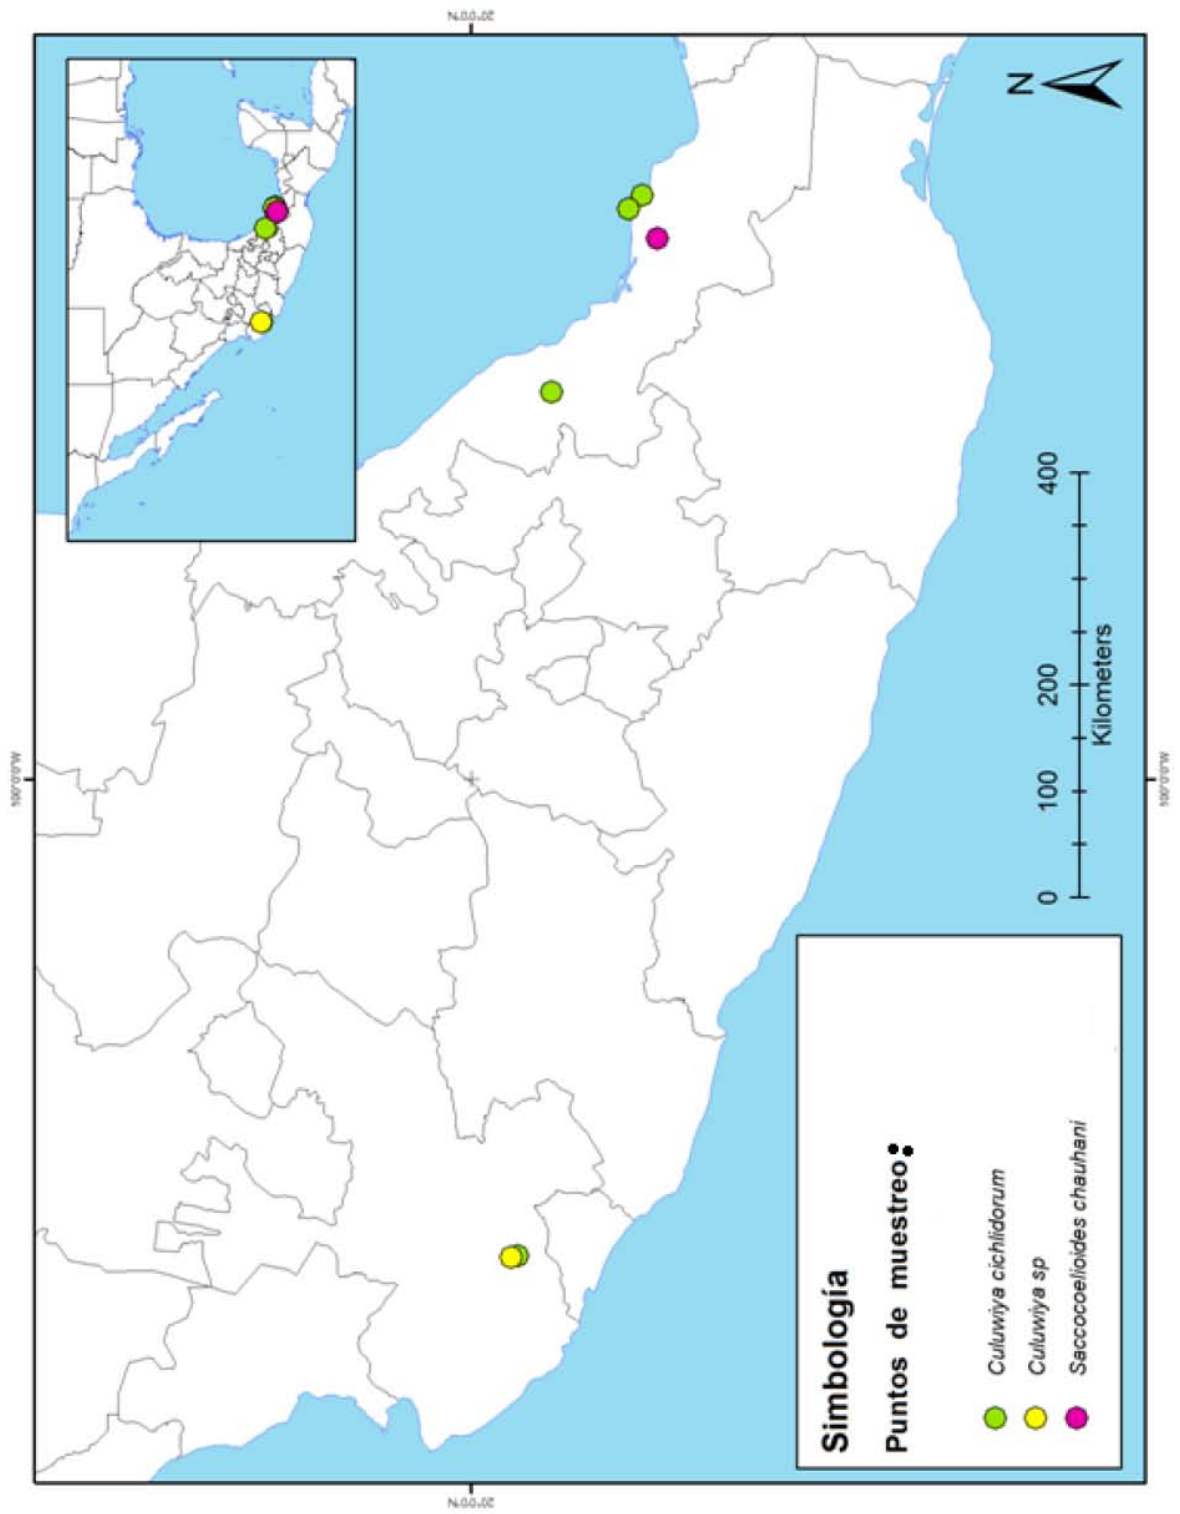 100°0'0"W
20°0'0"N
20°0'0"N
N
Simbología
Puntos de muestreo:
Culuwiya cichlidorum
Culuwiya sp
Saccocoelioides chauhani
0 100 200 400
Kilometers
100°0'0"W